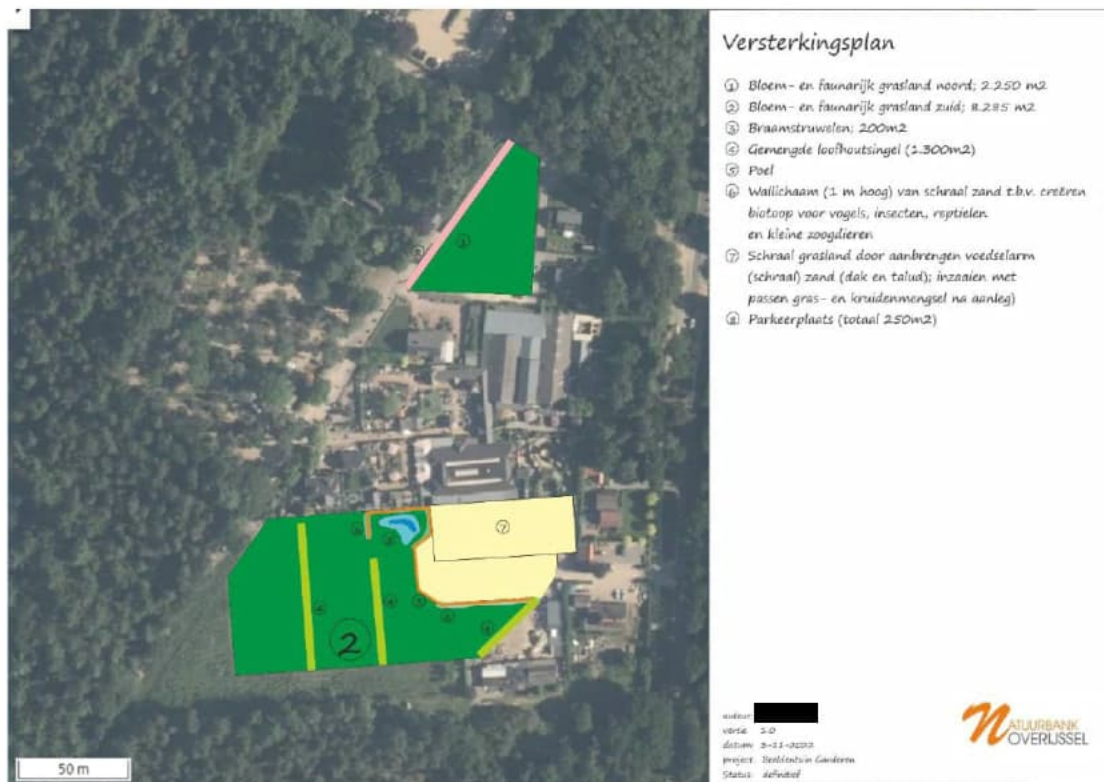 Versterkingsplan
① Bloem- en faunarijk grasland noord; 2.250 m2
② Bloem- en faunarijk grasland zuid; 8.285 m2
③ Braamstruwelen; 200m2
④ Gemengde loofhoutsingel (1.300m2)
⑤ Poel
⑥ Wallichaam (1 m hoog) van schraal zand t.b.v. creëren
biotoop voor vogels, insecten, reptielen
en kleine zoogdieren
⑦ Schraal grasland door aanbrengen voedselarm
(schraal) zand (dak en talud); inzaaien met
passen gras- en kruidenmengsel na aanleg)
⑧ Parkeerplaats (totaal 250m2)
①
⑦
2
50 m
auteur:
versie
datum:
project: Beeldentuin Garderen
Status: definitief
NATUURBANK
OVERIJSSEL